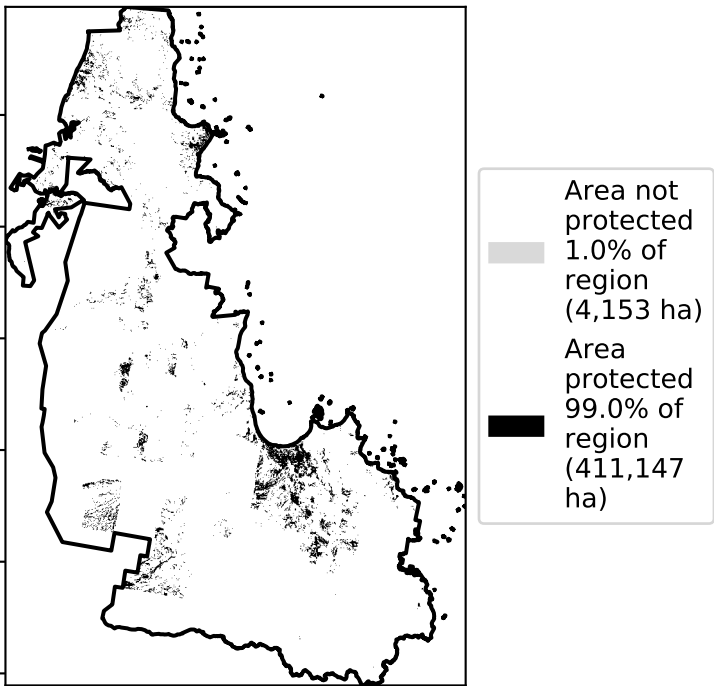 Area not
protected
1.0% of
region
(4,153 ha)
Area
protected
99.0% of
region
(411,147
ha)